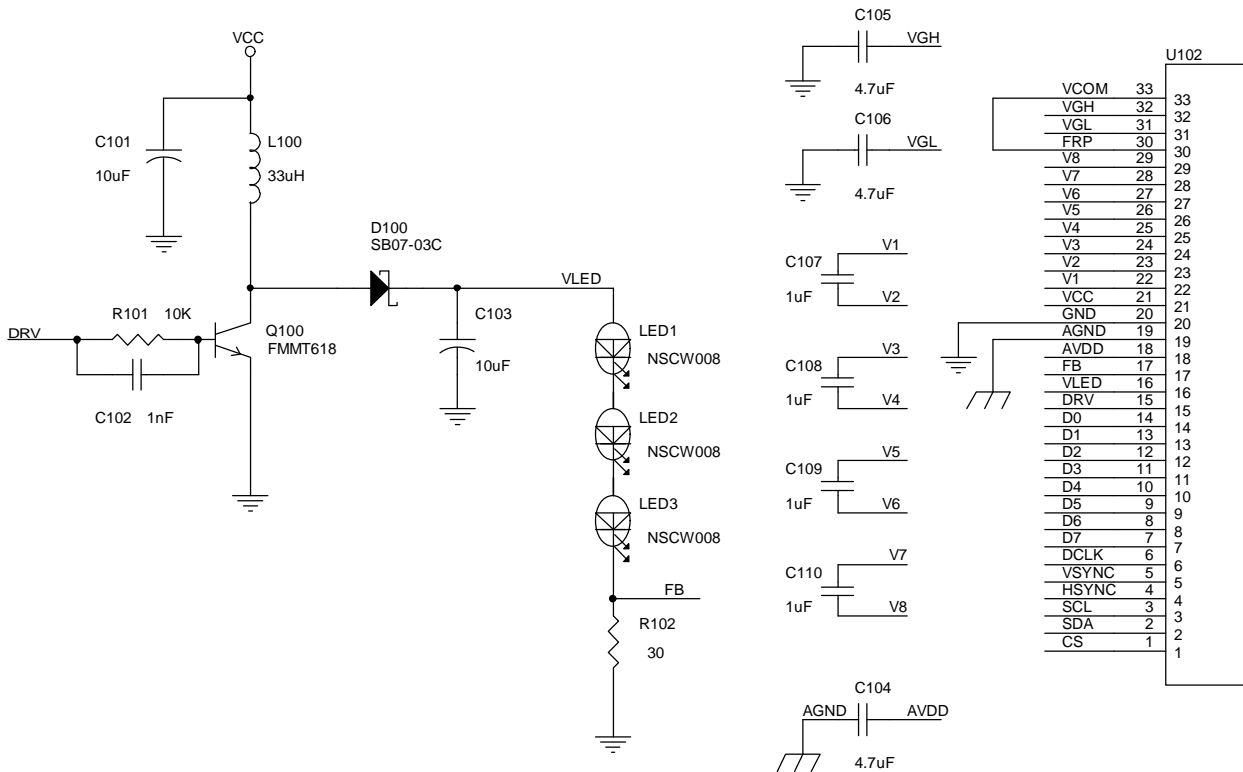 VCC
C101
10uF
L100
33uH
D100
SB07-03C
VLED
DRV
R101 10K
Q100
FMMT618
C102 1nF
C103
10uF
LED1
NSCW008
LED2
NSCW008
LED3
NSCW008
FB
R102
30
C105
VGH
4.7uF
C106
VGL
4.7uF
V1
C107
1uF
V2
V3
C108
1uF
V4
V5
C109
1uF
V6
V7
C110
1uF
V8
C104
AGND AVDD
4.7uF
U102
VCOM 33 33
VGH 32 32
VGL 31 31
FRP 30 30
V8 29 29
V7 28 28
V6 27 27
V5 26 26
V4 25 25
V3 24 24
V2 23 23
V1 22 22
VCC 21 21
GND 20 20
AGND 19 19
AVDD 18 18
FB 17 17
VLED 16 16
DRV 15 15
D0 14 14
D1 13 13
D2 12 12
D3 11 11
D4 10 10
D5 9 9
D6 8 8
D7 7 7
DCLK 6 6
VSYNC 5 5
HSYNC 4 4
SCL 3 3
SDA 2 2
CS 1 1